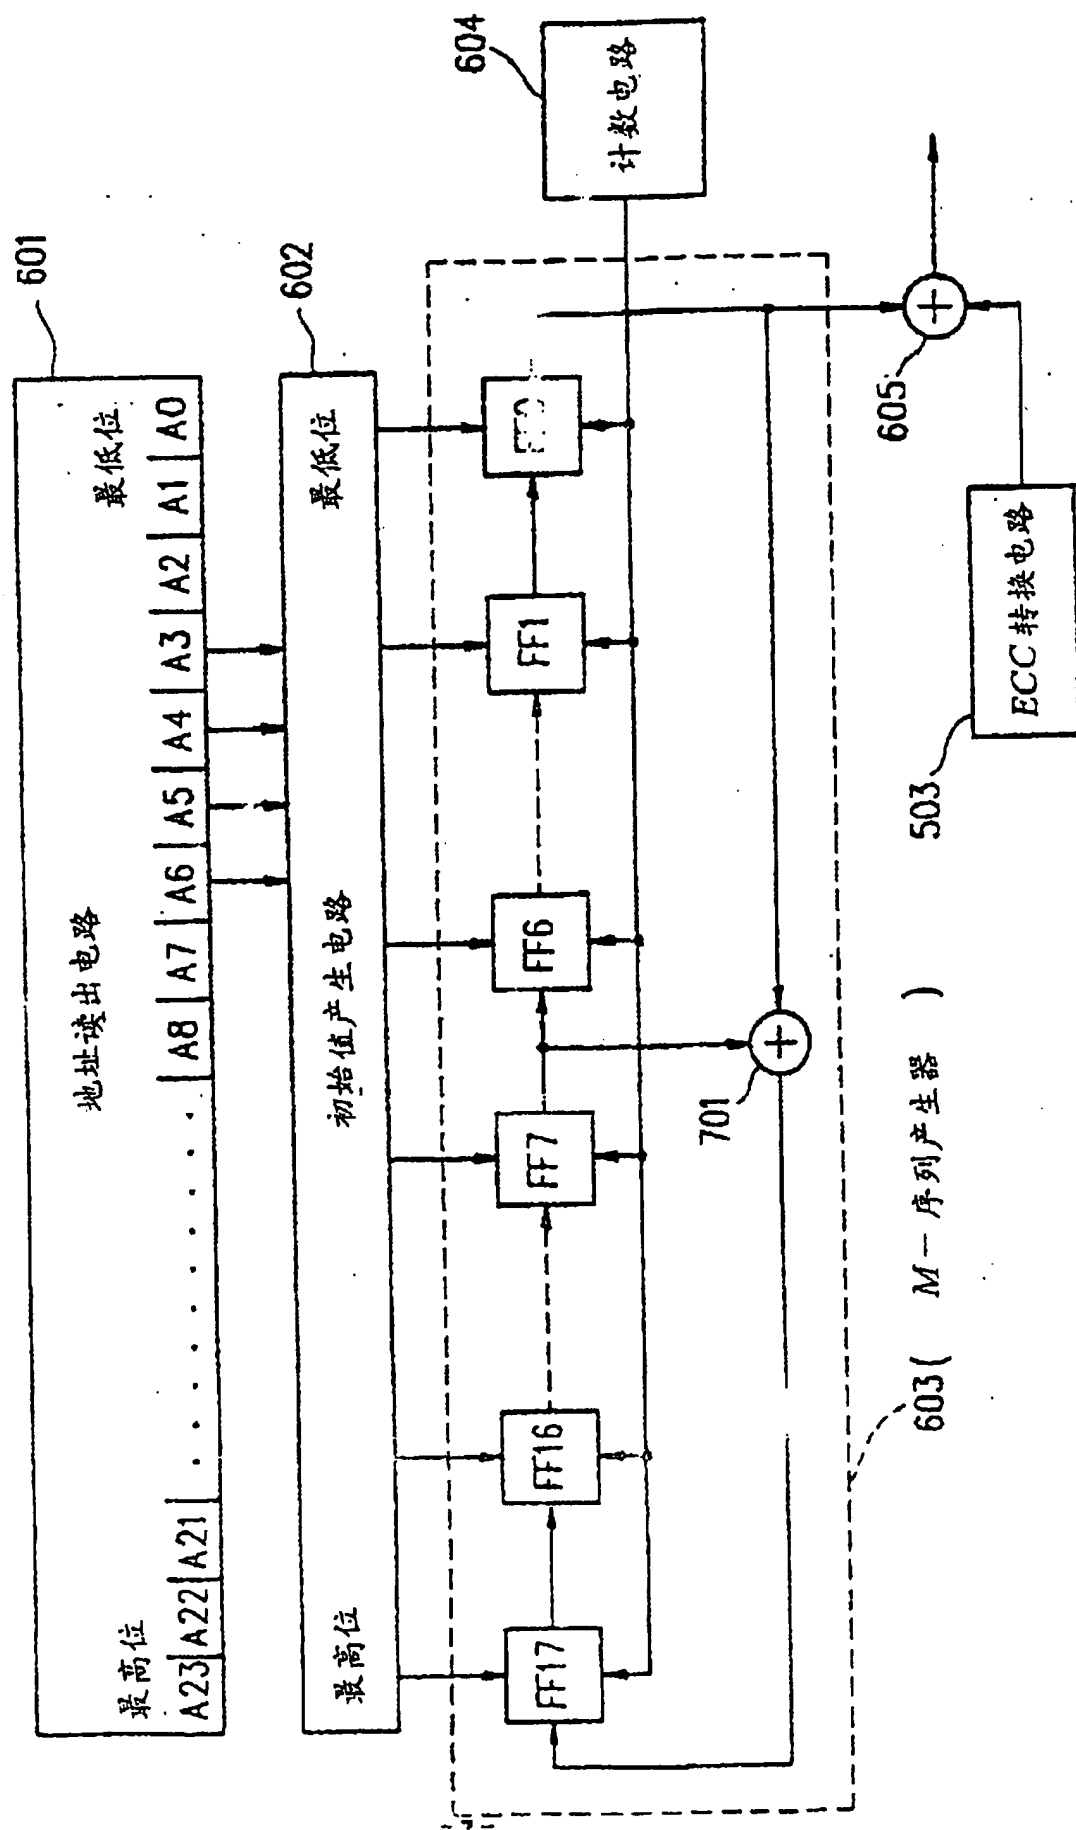 601
地址读出电路
最高位
最低位
A23 A22 A21 A8 A7 A6 A5 A4 A3 A2 A1 A0
602
初始值产生电路
最高位
最低位
FF17
FF16
FF7
FF6
FF1
604
计数电路
701
605
603( M-序列产生器 )
503
ECC转换电路